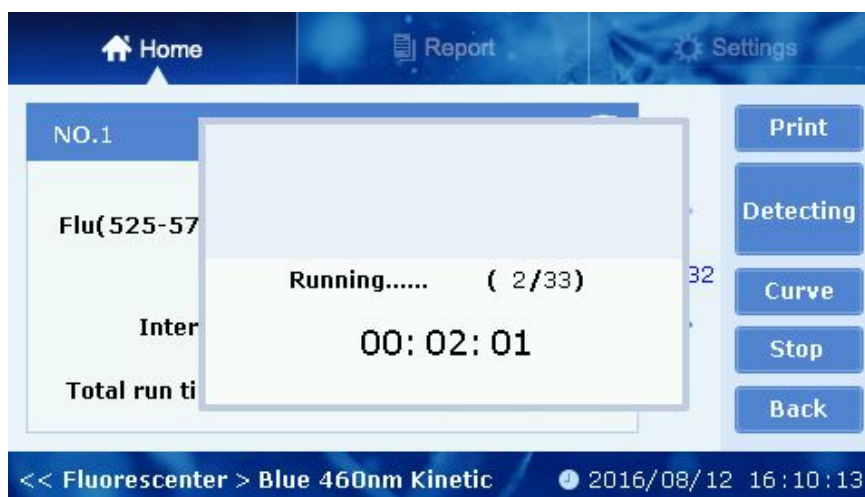 Home Report Settings
NO.1
Print
Flu(525-57
Detecting
Running...... ( 2/33)
32
Curve
Inter
00: 02: 01
Stop
Total run ti
Back
<< Fluorescenter > Blue 460nm Kinetic 2016/08/12 16:10:13